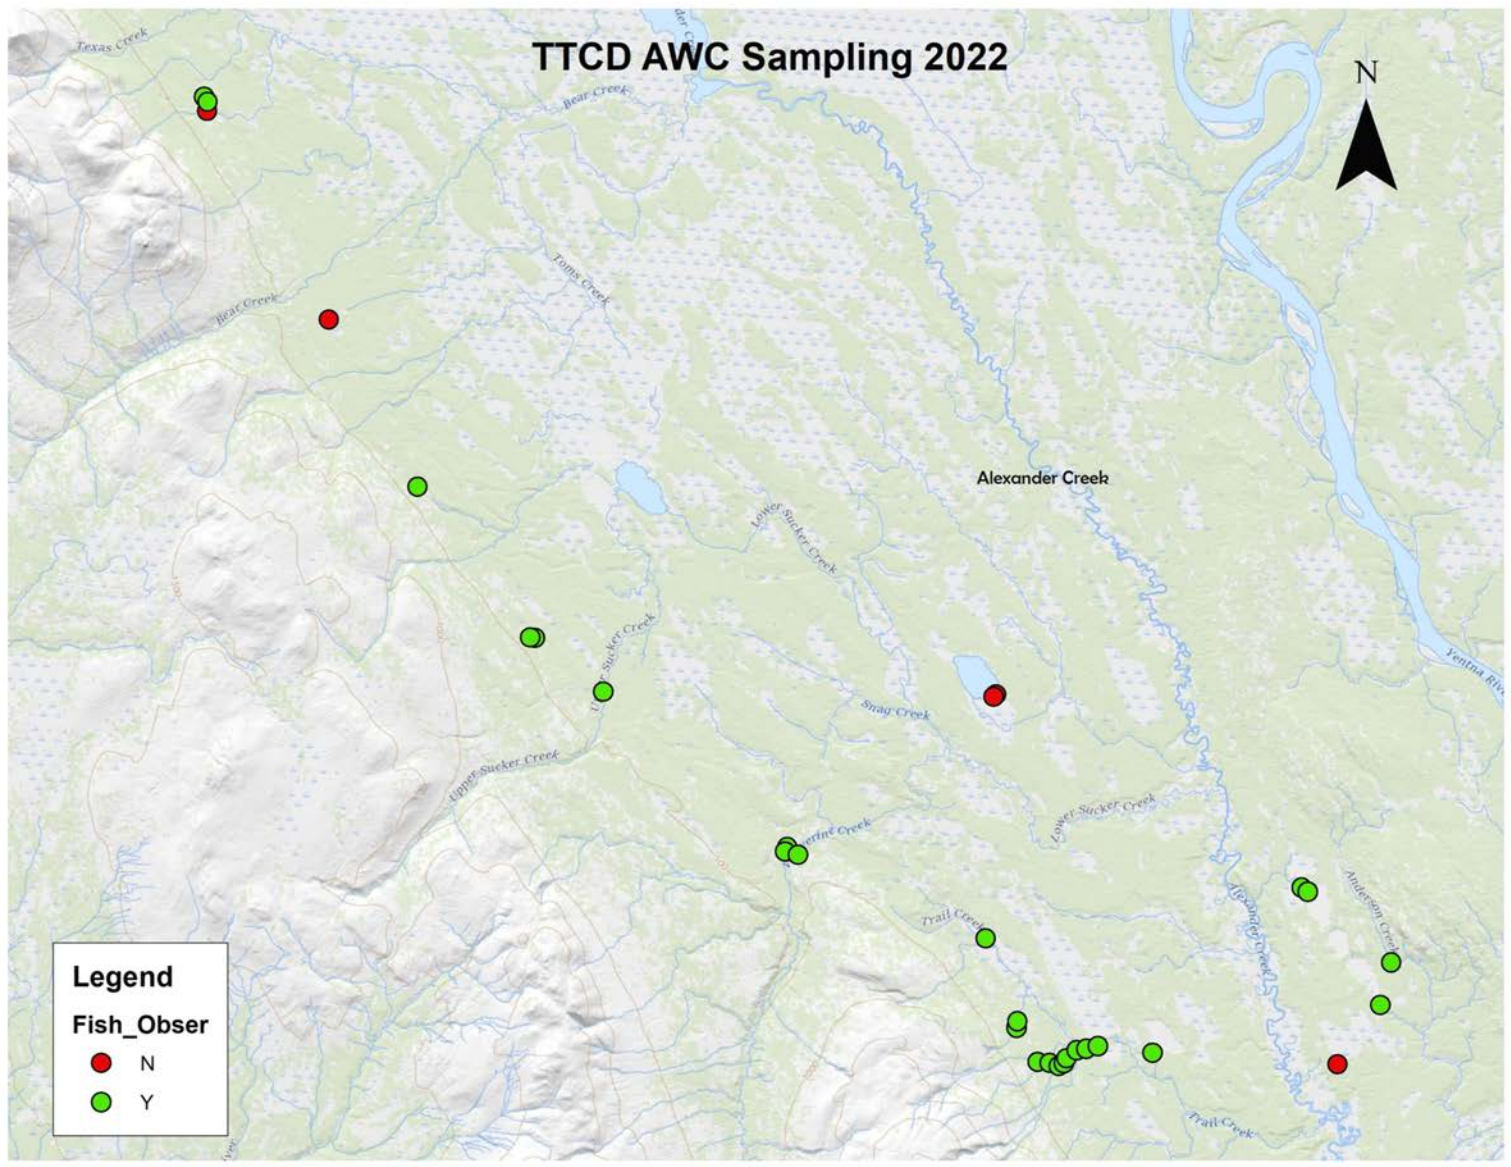 TTCD AWC Sampling 2022
N
Texas Creek
Bear Creek
Toms Creek
Bear Creek
Alexander Creek
Lower Sucker Creek
Sucker Creek
Yentna
Snag Creek
Upper Sucker Creek
Lower Sucker Creek
Creek
Anderson Creek
Alexander Creek
Trail Creek
Trail Creek
Legend
Fish_Obser
N
Y